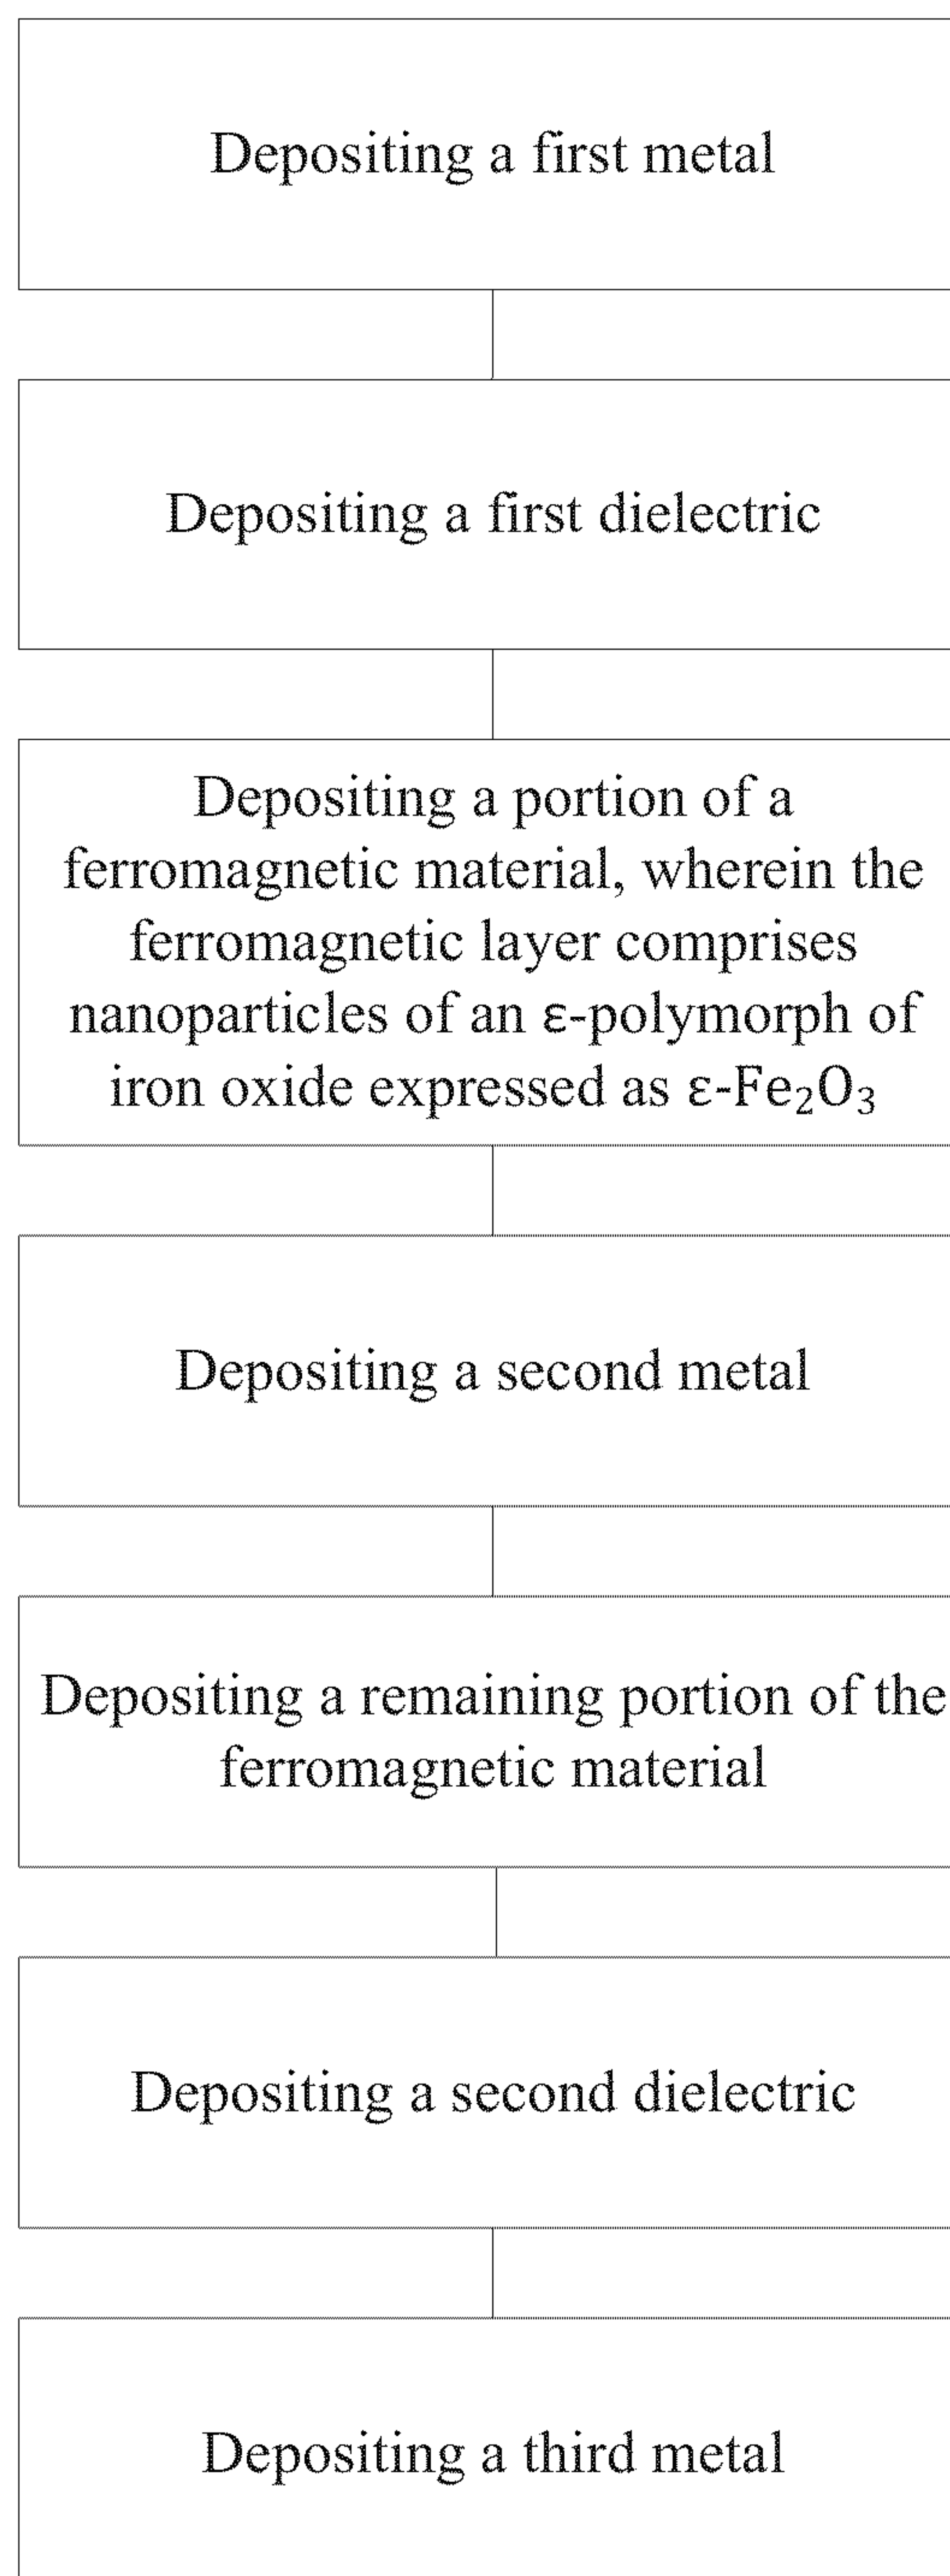 Depositing a first metal
Depositing a first dielectric
Depositing a portion of a
ferromagnetic material, wherein the
ferromagnetic layer comprises
nanoparticles of an ε-polymorph of
iron oxide expressed as ε-Fe₂O₃
Depositing a second metal
Depositing a remaining portion of the
ferromagnetic material
Depositing a second dielectric
Depositing a third metal